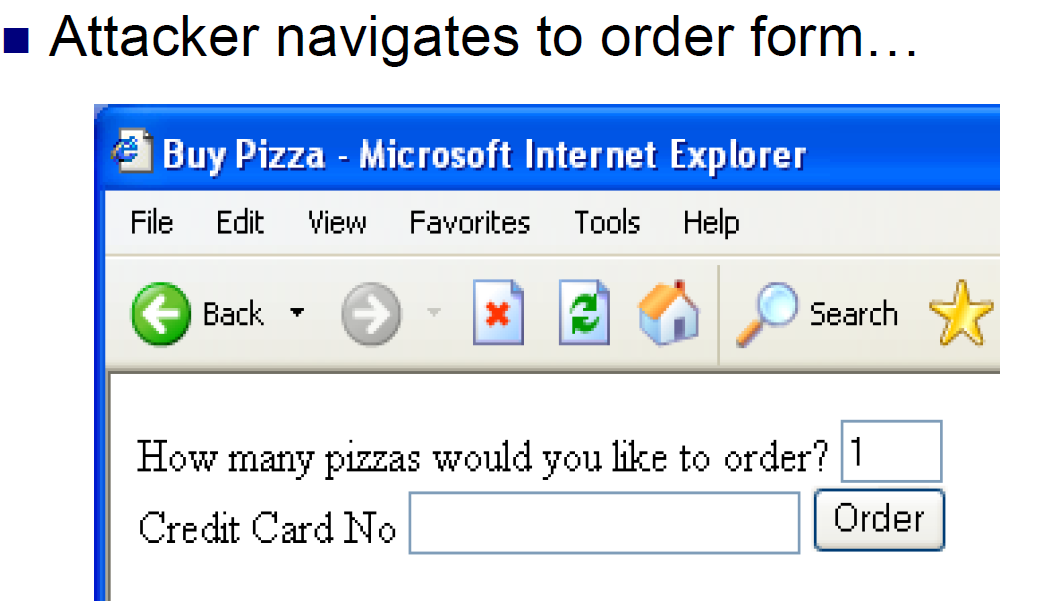 Attacker navigates to order form…
Buy Pizza - Microsoft Internet Explorer
File Edit View Favorites Tools Help
Back Search
How many pizzas would you like to order? 1
Credit Card No Order